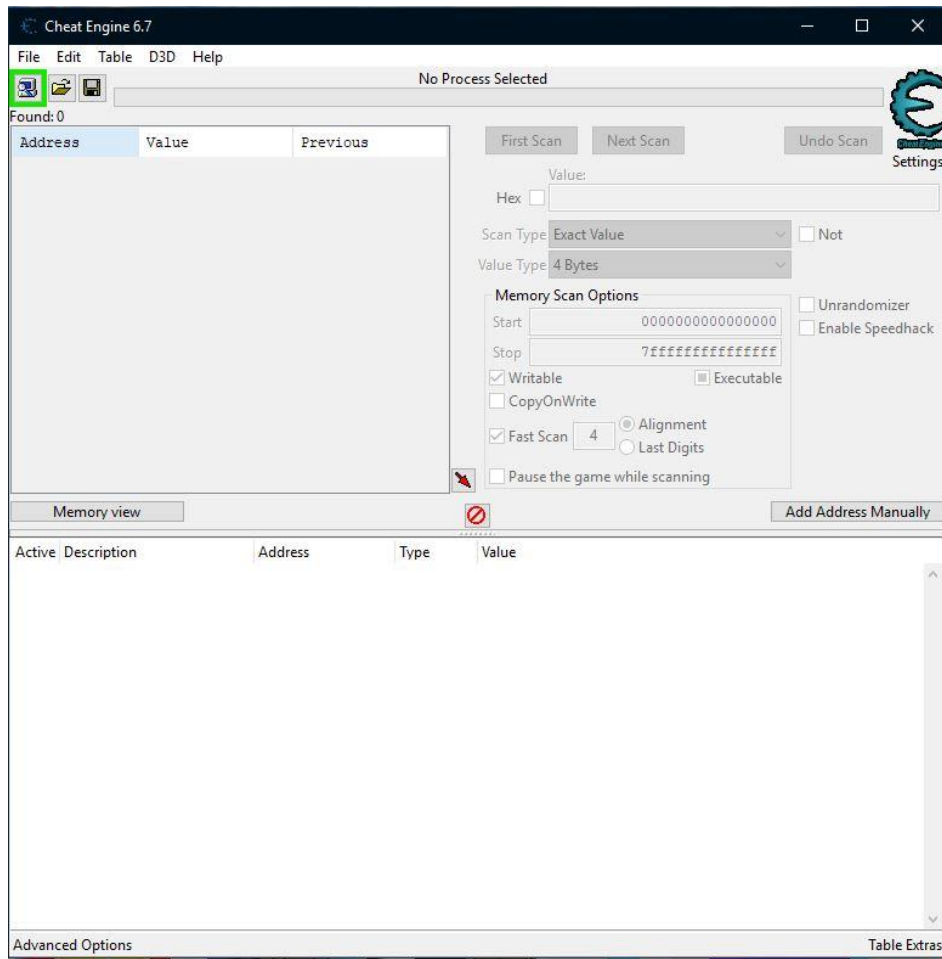 Cheat Engine 6.7
File Edit Table D3D Help
No Process Selected
Found: 0
Address Value Previous
First Scan Next Scan Undo Scan
Cheat Engine
Settings
Value:
Hex
Scan Type Exact Value Not
Value Type 4 Bytes
Memory Scan Options
Start 0000000000000000
Unrandomizer
Stop 7fffffffffffffff
Enable Speedhack
Writable Executable
CopyOnWrite
Fast Scan 4 Alignment
Last Digits
Pause the game while scanning
Memory view Add Address Manually
Active Description Address Type Value
Advanced Options Table Extras